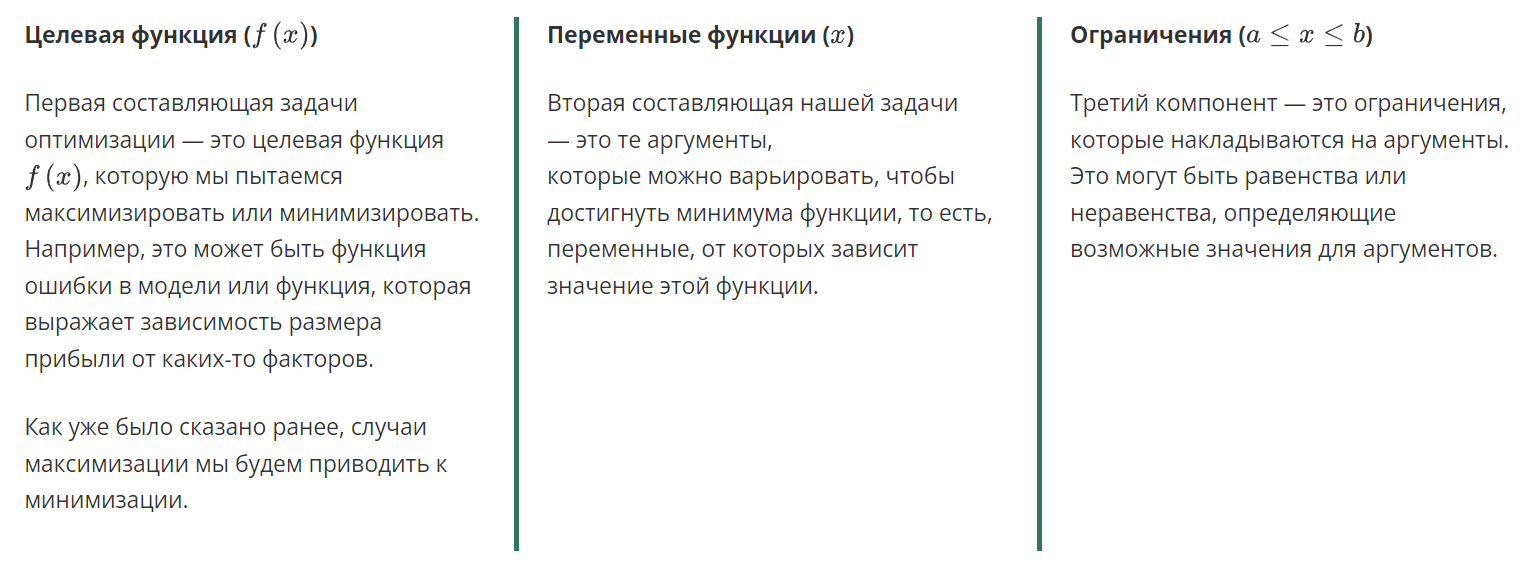 Целевая функция (f (x))
Первая составляющая задачи
оптимизации — это целевая функция
f (x), которую мы пытаемся
максимизировать или минимизировать.
Например, это может быть функция
ошибки в модели или функция, которая
выражает зависимость размера
прибыли от каких-то факторов.
Как уже было сказано ранее, случаи
максимизации мы будем приводить к
минимизации.
Переменные функции (x)
Вторая составляющая нашей задачи
— это те аргументы,
которые можно варьировать, чтобы
достигнуть минимума функции, то есть,
переменные, от которых зависит
значение этой функции.
Ограничения (a ≤ x ≤ b)
Третий компонент — это ограничения,
которые накладываются на аргументы.
Это могут быть равенства или
неравенства, определяющие
возможные значения для аргументов.